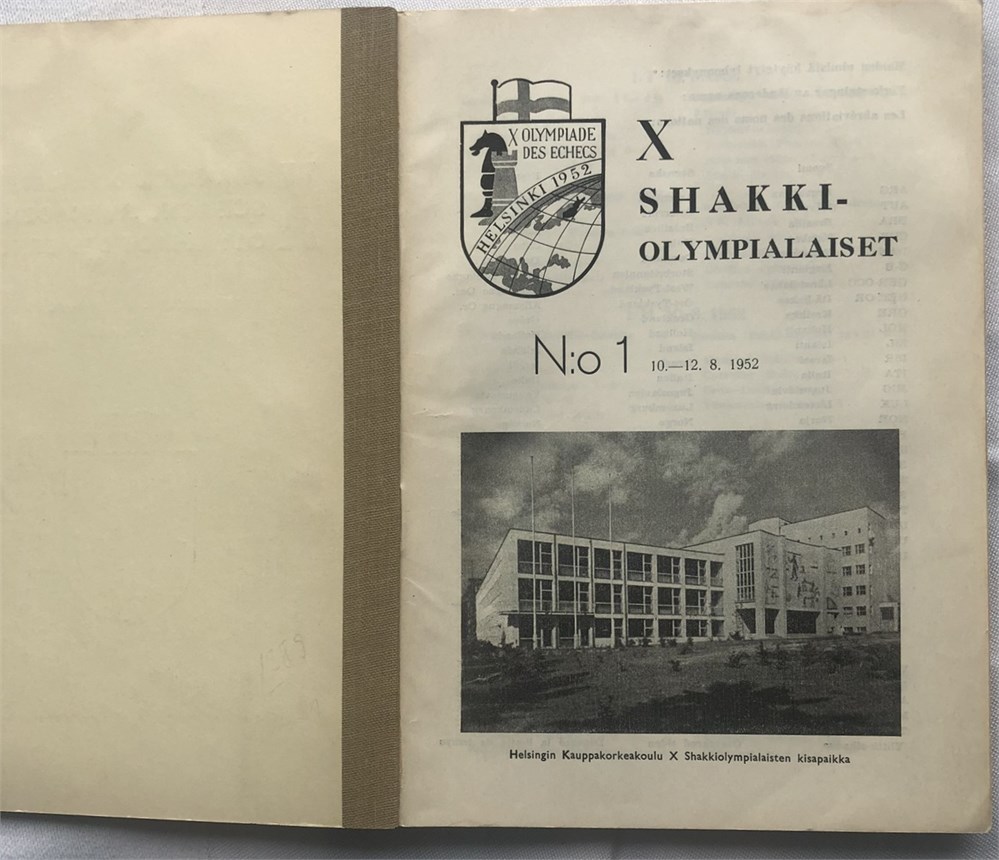 X OLYMPIADE
DES ECHECS
HELSINKI 1952
X
SHAKKI-
OLYMPIALAISET
N:o 1 10.—12. 8. 1952
Helsingin Kauppakorkeakoulu X Shakkiolympialaisten kisapaikka